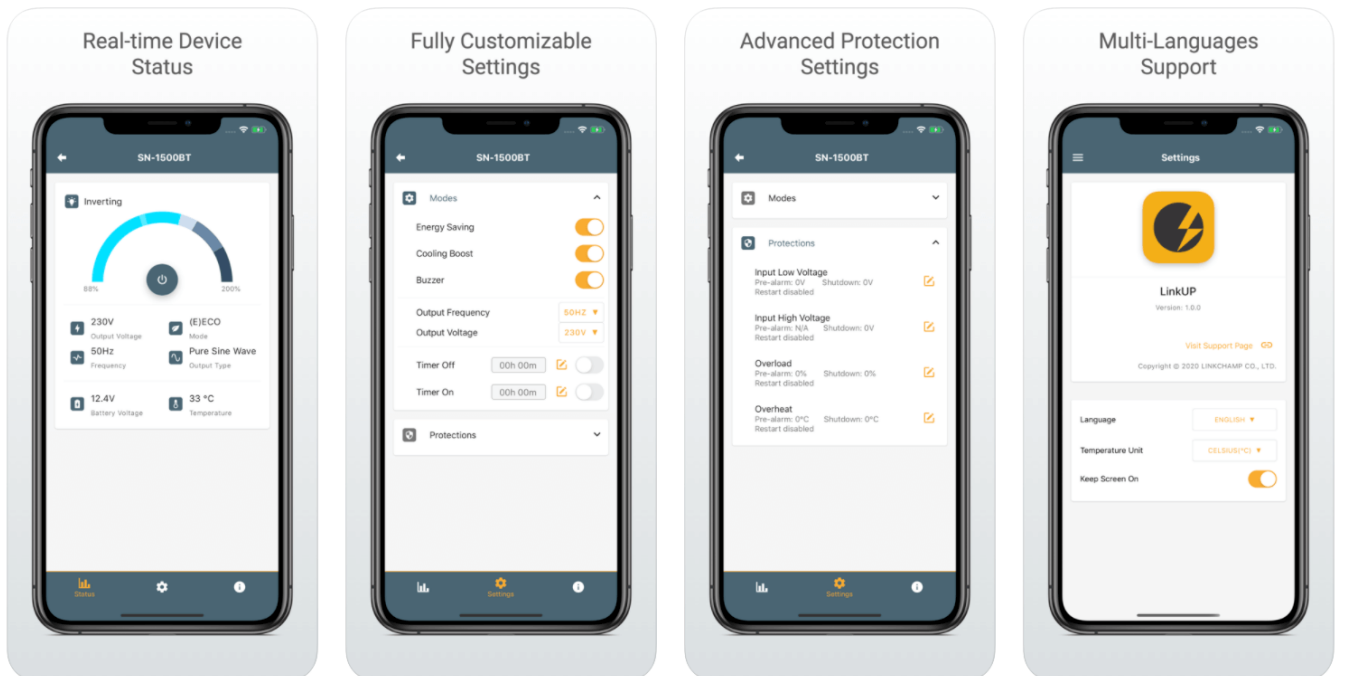 Real-time Device
Status
SN-1500BT
Inverting
88%
200%
230V
Output Voltage
(E)ECO
Mode
50Hz
Frequency
Pure Sine Wave
Output Type
12.4V
Battery Voltage
33 °C
Temperature
Status
Fully Customizable
Settings
SN-1500BT
Modes
Energy Saving
Cooling Boost
Buzzer
Output Frequency 50HZ
Output Voltage 230V
Timer Off 00h 00m
Timer On 00h 00m
Protections
Settings
Advanced Protection
Settings
SN-1500BT
Modes
Protections
Input Low Voltage
Pre-alarm: 0V Shutdown: 0V
Restart disabled
Input High Voltage
Pre-alarm: N/A Shutdown: 0V
Restart disabled
Overload
Pre-alarm: 0% Shutdown: 0%
Restart disabled
Overheat
Pre-alarm: 0°C Shutdown: 0°C
Restart disabled
Settings
Multi-Languages
Support
Settings
LinkUP
Version: 1.0.0
Visit Support Page
Copyright © 2020 LINKCHAMP CO., LTD.
Language ENGLISH
Temperature Unit CELSIUS(°C)
Keep Screen On